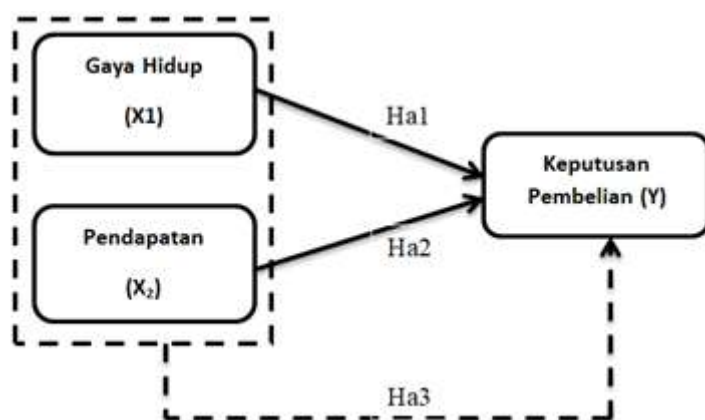 Gaya Hidup
(X1)
Ha1
Keputusan
Pembelian (Y)
Pendapatan
(X₂)
Ha2
Ha3